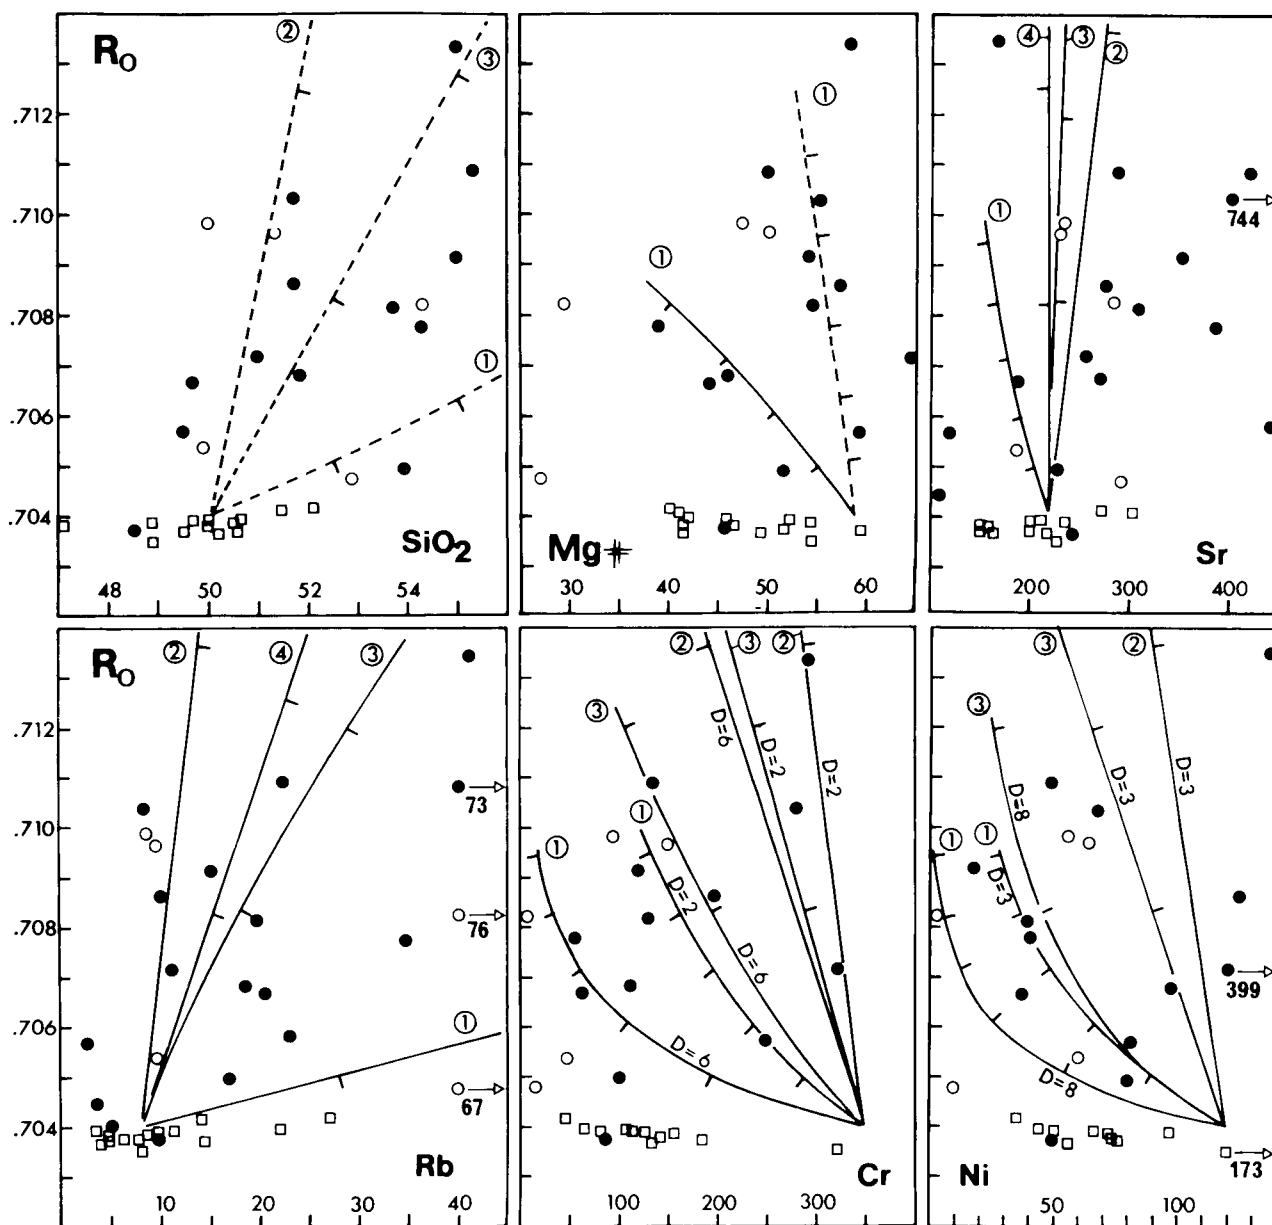 R₀ ② ③ ①
.712
.710
.708
.706
.704
48 50 52 54
SiO₂
① ①
30 40 50 60
Mg#
④ ③ ② ①
744
200 300 400
Sr
R₀ ② ④ ③ ①
.712
.710
.708
.706
.704
73
76
67
10 20 30 40
Rb
② ③ ② ③ ① ①
D=6 D=2 D=2 D=6 D=2 D=6
100 200 300
Cr
③ ② ③ ① ①
D=8 D=3 D=3 D=3 D=8
399
173
50 100
Ni